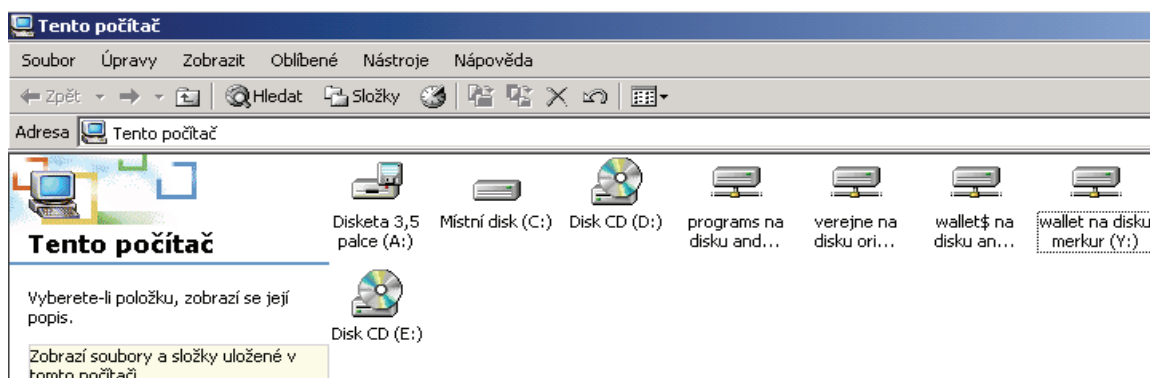 Tento počítač
Soubor Úpravy Zobrazit Oblíbené Nástroje Nápověda
Zpět Hledat Složky
Adresa Tento počítač
Disketa 3,5 palce (A:)
Místní disk (C:)
Disk CD (D:)
programs na disku and...
verejne na disku ori...
wallet$ na disku an...
wallet na disku merkur (Y:)
Disk CD (E:)
Tento počítač
Vyberete-li položku, zobrazí se její
popis.
Zobrazí soubory a složky uložené v
tomto počítači